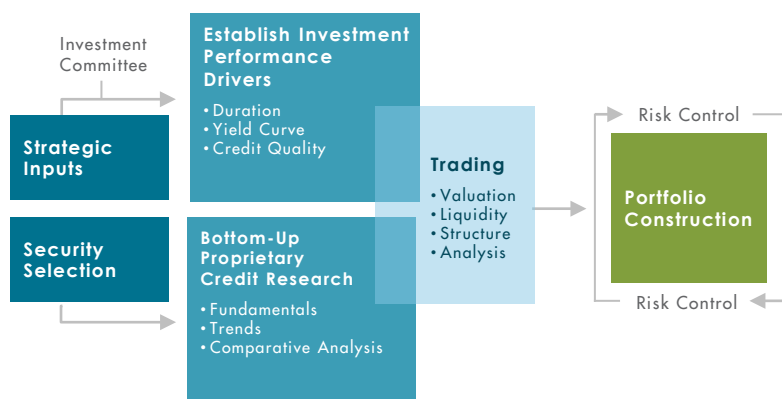 Investment
Committee
Strategic
Inputs
Establish Investment
Performance
Drivers
• Duration
• Yield Curve
• Credit Quality
Security
Selection
Bottom-Up
Proprietary
Credit Research
• Fundamentals
• Trends
• Comparative Analysis
Trading
• Valuation
• Liquidity
• Structure
• Analysis
Risk Control
Portfolio
Construction
Risk Control